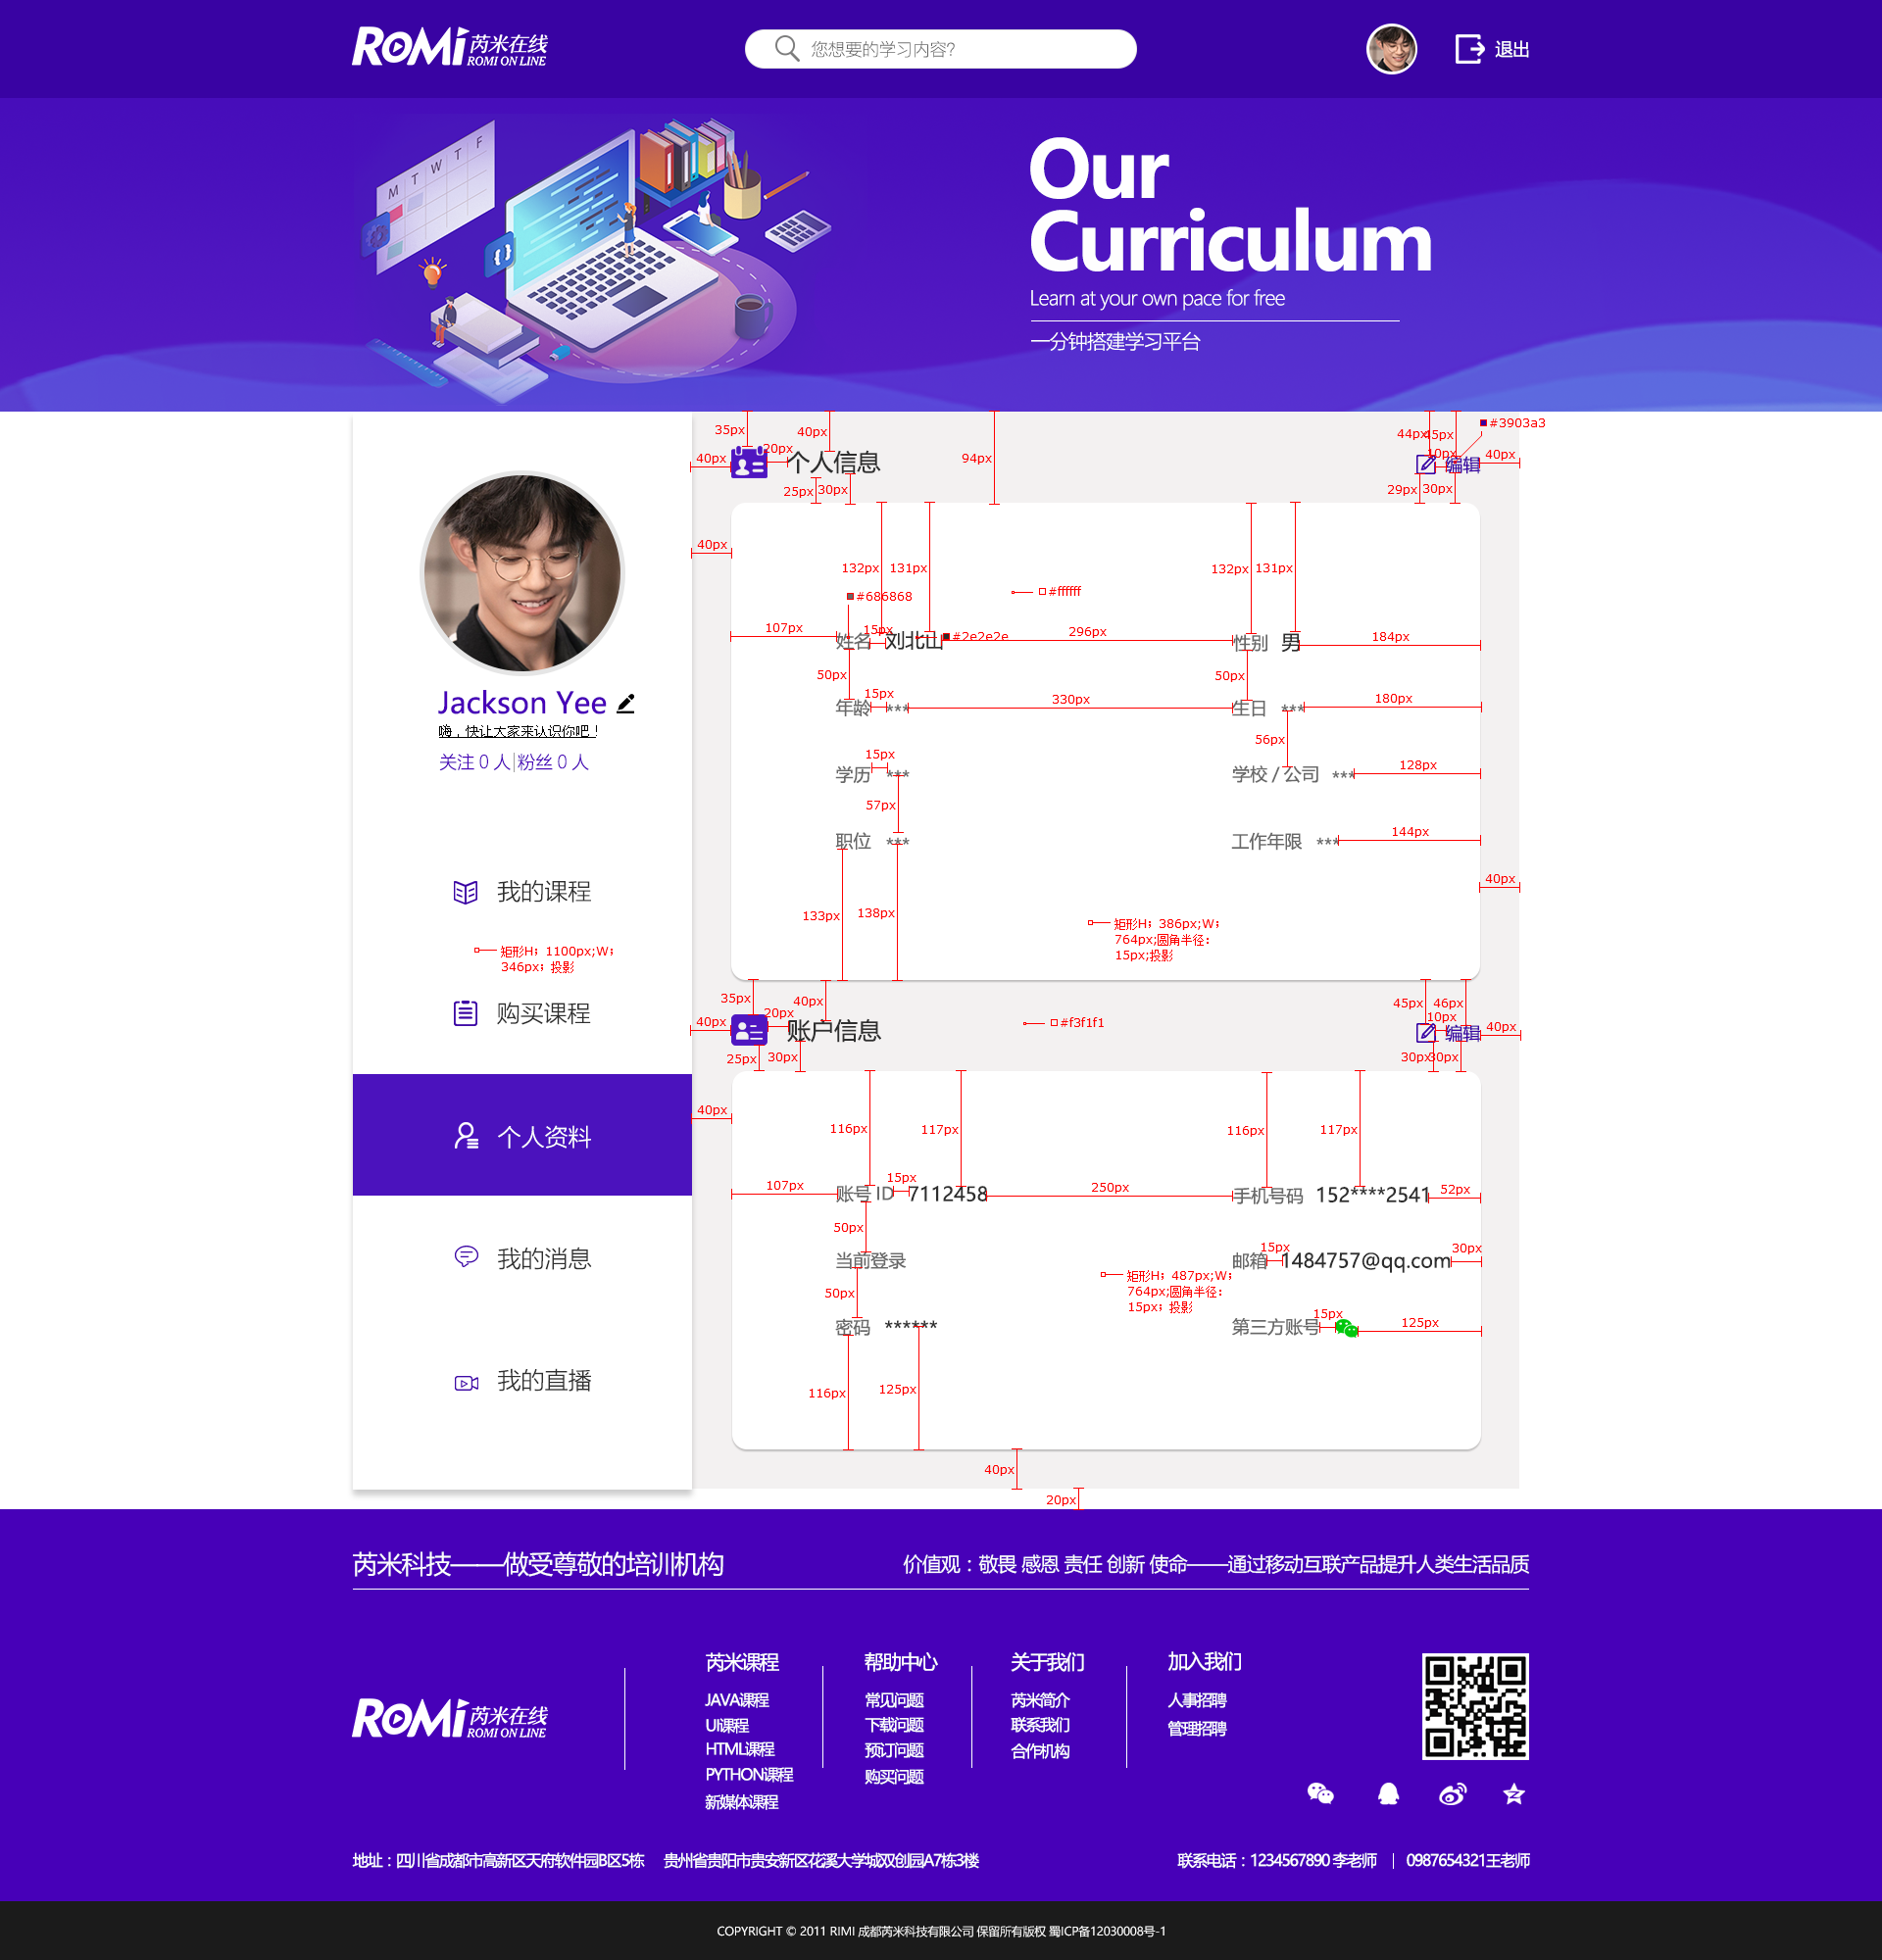 ROMi 芮米在线
ROMI ON LINE
您想要的学习内容?
退出
M T W T F
Our
Curriculum
Learn at your own pace for free
一分钟搭建学习平台
35px
40px
94px
44px
45px
#3903a3
40px
20px
个人信息
10px
编辑
40px
25px
30px
29px
30px
40px
132px
131px
132px
131px
#686868
#ffffff
107px
姓名
15px
刘北山
#2e2e2e
296px
性别
男
184px
50px
50px
Jackson Yee
年龄
15px
***
330px
生日
***
180px
嗨，快让大家来认识你吧！
56px
关注 0 人|粉丝 0 人
15px
学历
***
学校 / 公司
***
128px
57px
职位
***
工作年限
***
144px
我的课程
40px
133px
138px
矩形H；386px;W；
764px;圆角半径：
15px;投影
矩形H；1100px;W；
346px；投影
35px
40px
45px
46px
购买课程
40px
20px
账户信息
#f3f1f1
10px
编辑
40px
25px
30px
30px
30px
40px
116px
117px
116px
117px
个人资料
107px
账号 ID
15px
7112458
250px
手机号码
152****2541
52px
50px
我的消息
当前登录
邮箱
15px
1484757@qq.com
30px
50px
矩形H；487px;W；
764px;圆角半径：
15px；投影
密码
******
第三方账号
15px
125px
我的直播
116px
125px
40px
20px
芮米科技——做受尊敬的培训机构
价值观：敬畏 感恩 责任 创新 使命——通过移动互联产品提升人类生活品质
ROMi 芮米在线
ROMI ON LINE
芮米课程
JAVA课程
UI课程
HTML课程
PYTHON课程
新媒体课程
帮助中心
常见问题
下载问题
预订问题
购买问题
关于我们
芮米简介
联系我们
合作机构
加入我们
人事招聘
管理招聘
地址：四川省成都市高新区天府软件园B区5栋 贵州省贵阳市贵安新区花溪大学城双创园A7栋3楼
联系电话：1234567890 李老师 | 0987654321王老师
COPYRIGHT © 2011 RIMI 成都芮米科技有限公司 保留所有版权 蜀ICP备12030008号-1